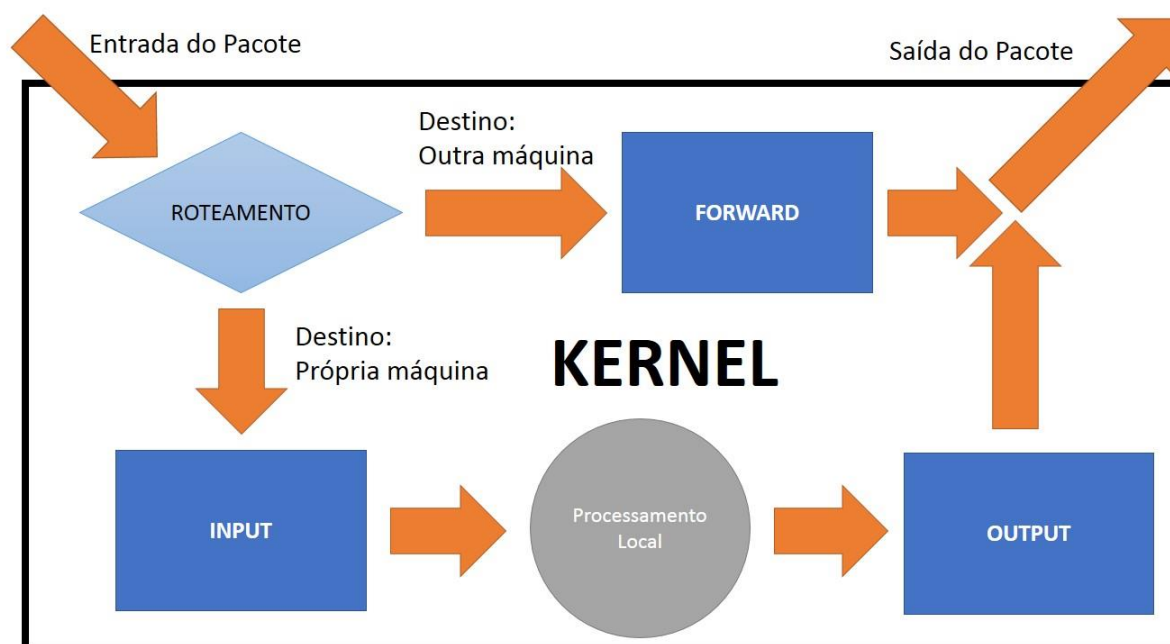 Entrada do Pacote
Saída do Pacote
Destino:
Outra máquina
ROTEAMENTO
FORWARD
Destino:
Própria máquina
KERNEL
INPUT
Processamento
Local
OUTPUT